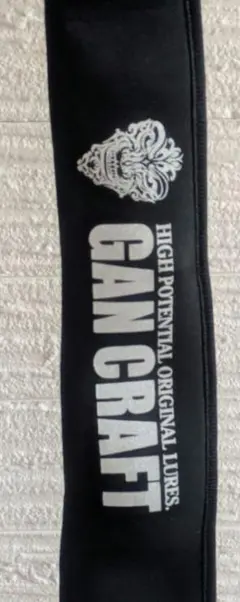 HIGH POTENTIAL ORIGINAL LURES.
GAN CRAFT